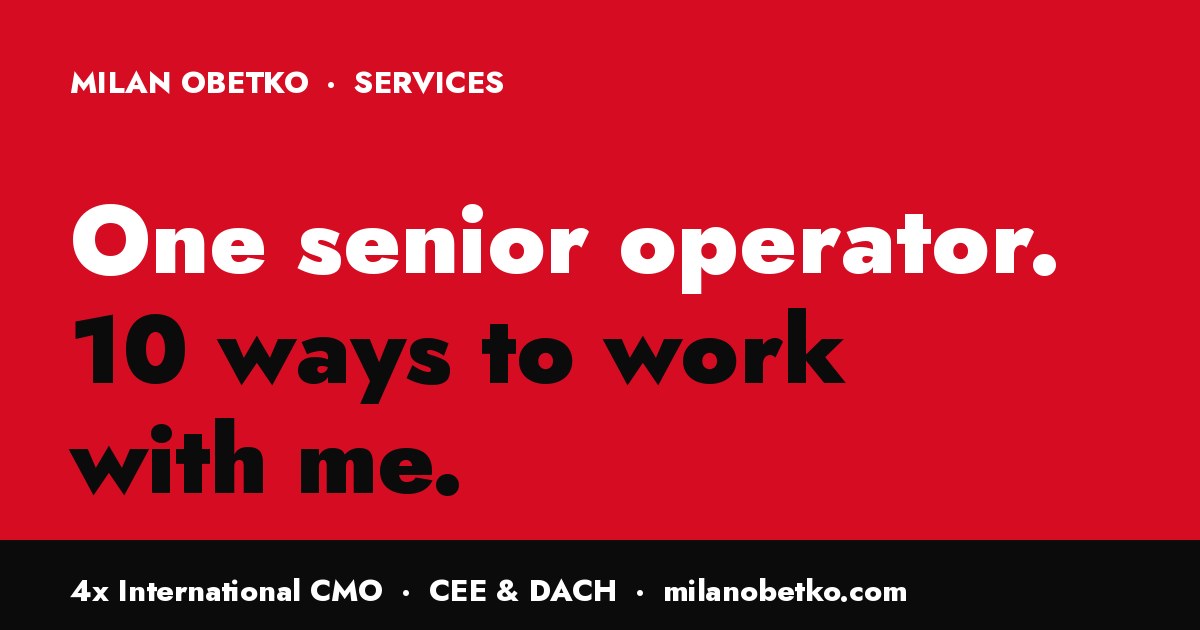 MILAN OBETKO · SERVICES
One senior operator.
10 ways to work
with me.
4x International CMO · CEE & DACH · milanobetko.com